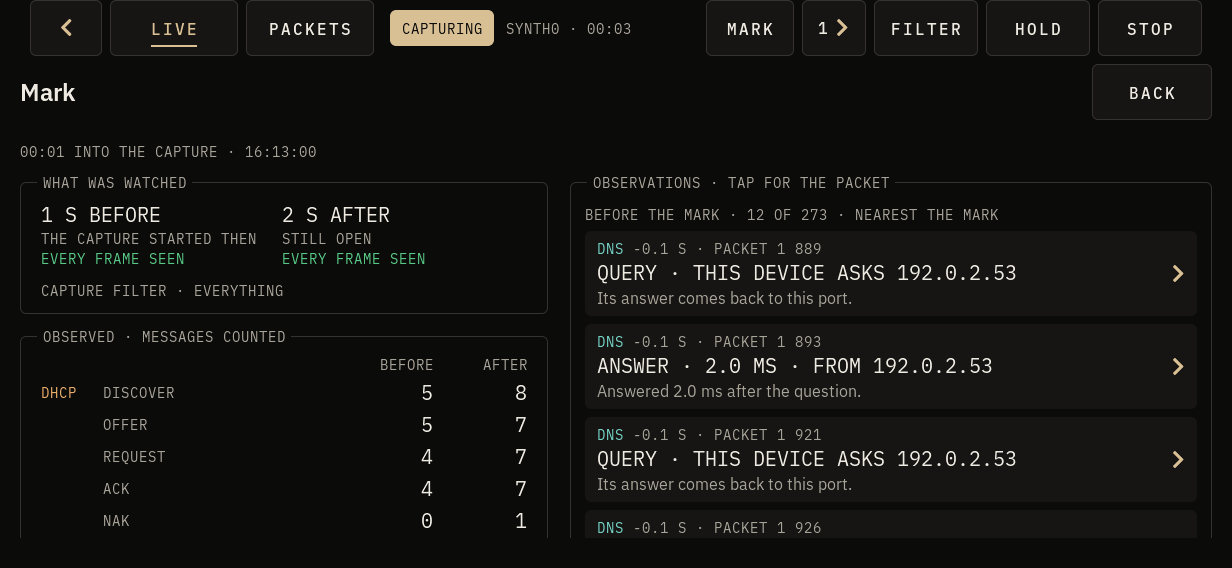 LIVE PACKETS CAPTURING SYNTH0 · 00:03 MARK 1 FILTER HOLD STOP
Mark BACK
00:01 INTO THE CAPTURE · 16:13:00
WHAT WAS WATCHED
1 S BEFORE 2 S AFTER
THE CAPTURE STARTED THEN STILL OPEN
EVERY FRAME SEEN EVERY FRAME SEEN
CAPTURE FILTER · EVERYTHING
OBSERVED · MESSAGES COUNTED
BEFORE AFTER
DHCP DISCOVER 5 8
OFFER 5 7
REQUEST 4 7
ACK 4 7
NAK 0 1
OBSERVATIONS · TAP FOR THE PACKET
BEFORE THE MARK · 12 OF 273 · NEAREST THE MARK
DNS -0.1 S · PACKET 1 889
QUERY · THIS DEVICE ASKS 192.0.2.53
Its answer comes back to this port.
DNS -0.1 S · PACKET 1 893
ANSWER · 2.0 MS · FROM 192.0.2.53
Answered 2.0 ms after the question.
DNS -0.1 S · PACKET 1 921
QUERY · THIS DEVICE ASKS 192.0.2.53
Its answer comes back to this port.
DNS -0.1 S · PACKET 1 926